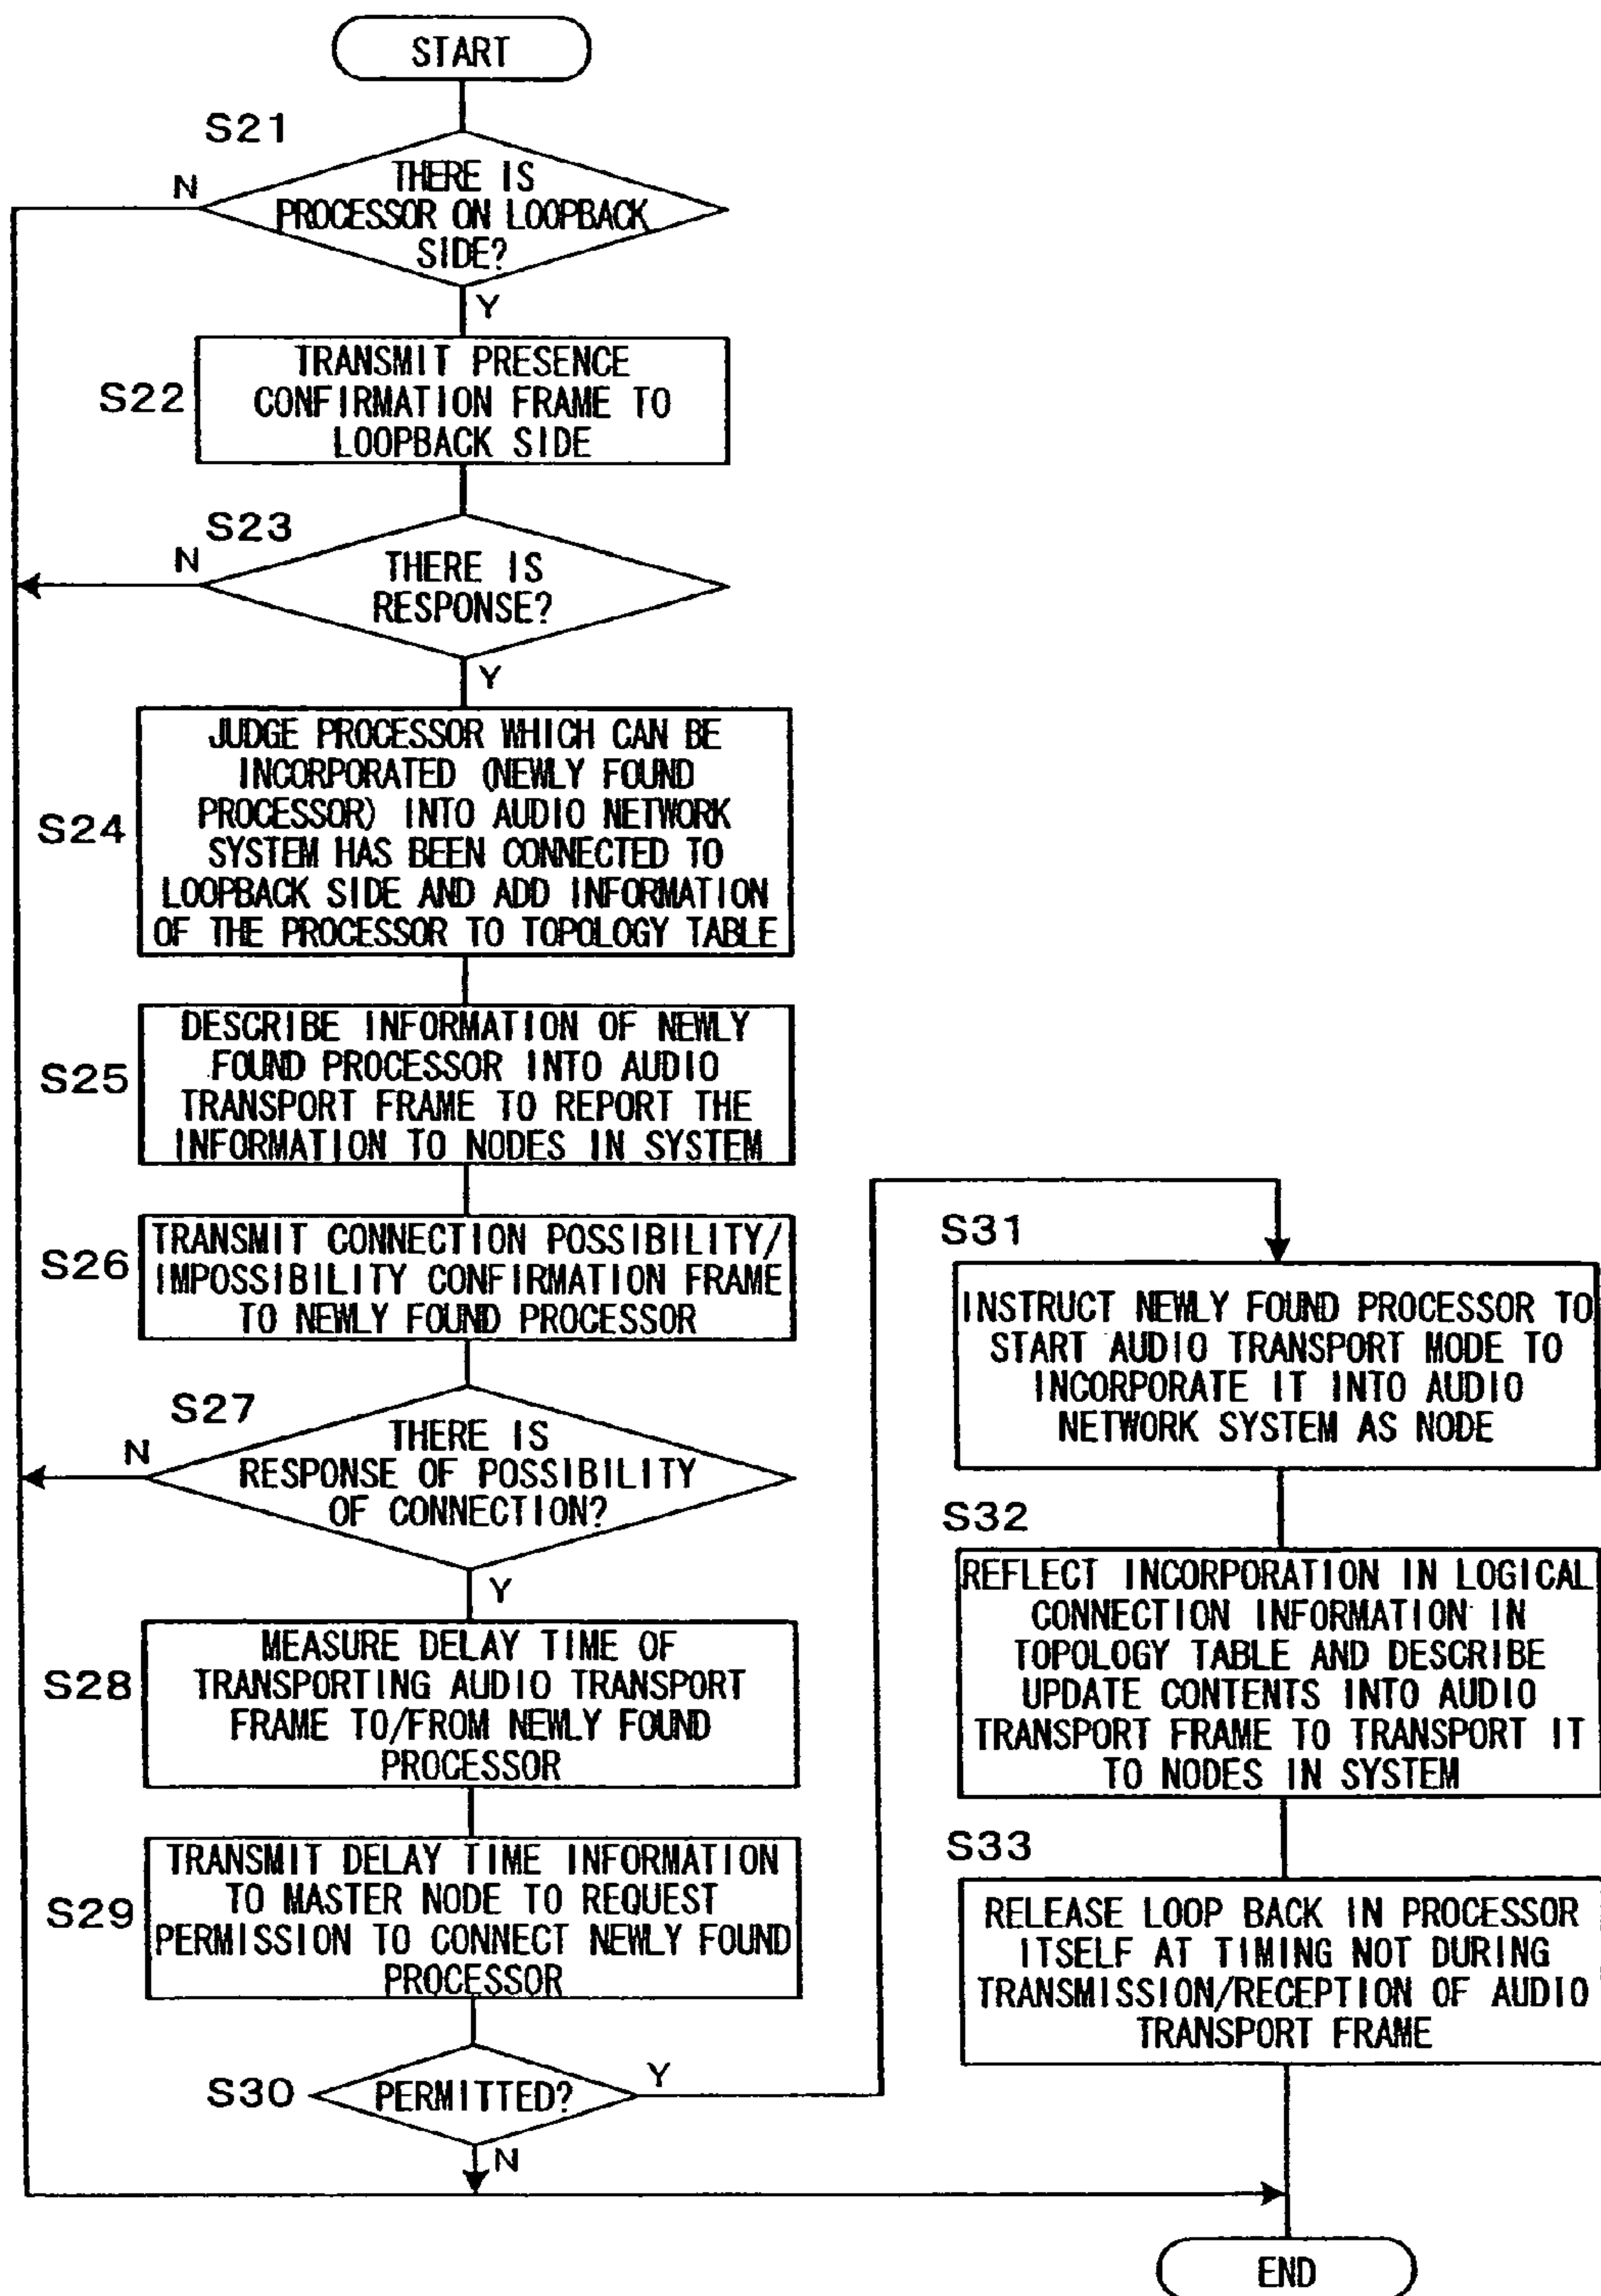 START
S21
THERE IS
PROCESSOR ON LOOPBACK
SIDE?
N
Y
S22
TRANSMIT PRESENCE
CONFIRMATION FRAME TO
LOOPBACK SIDE
S23
THERE IS
RESPONSE?
N
Y
S24
JUDGE PROCESSOR WHICH CAN BE
INCORPORATED (NEWLY FOUND
PROCESSOR) INTO AUDIO NETWORK
SYSTEM HAS BEEN CONNECTED TO
LOOPBACK SIDE AND ADD INFORMATION
OF THE PROCESSOR TO TOPOLOGY TABLE
S25
DESCRIBE INFORMATION OF NEWLY
FOUND PROCESSOR INTO AUDIO
TRANSPORT FRAME TO REPORT THE
INFORMATION TO NODES IN SYSTEM
S26
TRANSMIT CONNECTION POSSIBILITY/
IMPOSSIBILITY CONFIRMATION FRAME
TO NEWLY FOUND PROCESSOR
S27
THERE IS
RESPONSE OF POSSIBILITY
OF CONNECTION?
N
Y
S28
MEASURE DELAY TIME OF
TRANSPORTING AUDIO TRANSPORT
FRAME TO/FROM NEWLY FOUND
PROCESSOR
S29
TRANSMIT DELAY TIME INFORMATION
TO MASTER NODE TO REQUEST
PERMISSION TO CONNECT NEWLY FOUND
PROCESSOR
S30
PERMITTED?
Y
N
S31
INSTRUCT NEWLY FOUND PROCESSOR TO
START AUDIO TRANSPORT MODE TO
INCORPORATE IT INTO AUDIO
NETWORK SYSTEM AS NODE
S32
REFLECT INCORPORATION IN LOGICAL
CONNECTION INFORMATION IN
TOPOLOGY TABLE AND DESCRIBE
UPDATE CONTENTS INTO AUDIO
TRANSPORT FRAME TO TRANSPORT IT
TO NODES IN SYSTEM
S33
RELEASE LOOP BACK IN PROCESSOR
ITSELF AT TIMING NOT DURING
TRANSMISSION/RECEPTION OF AUDIO
TRANSPORT FRAME
END